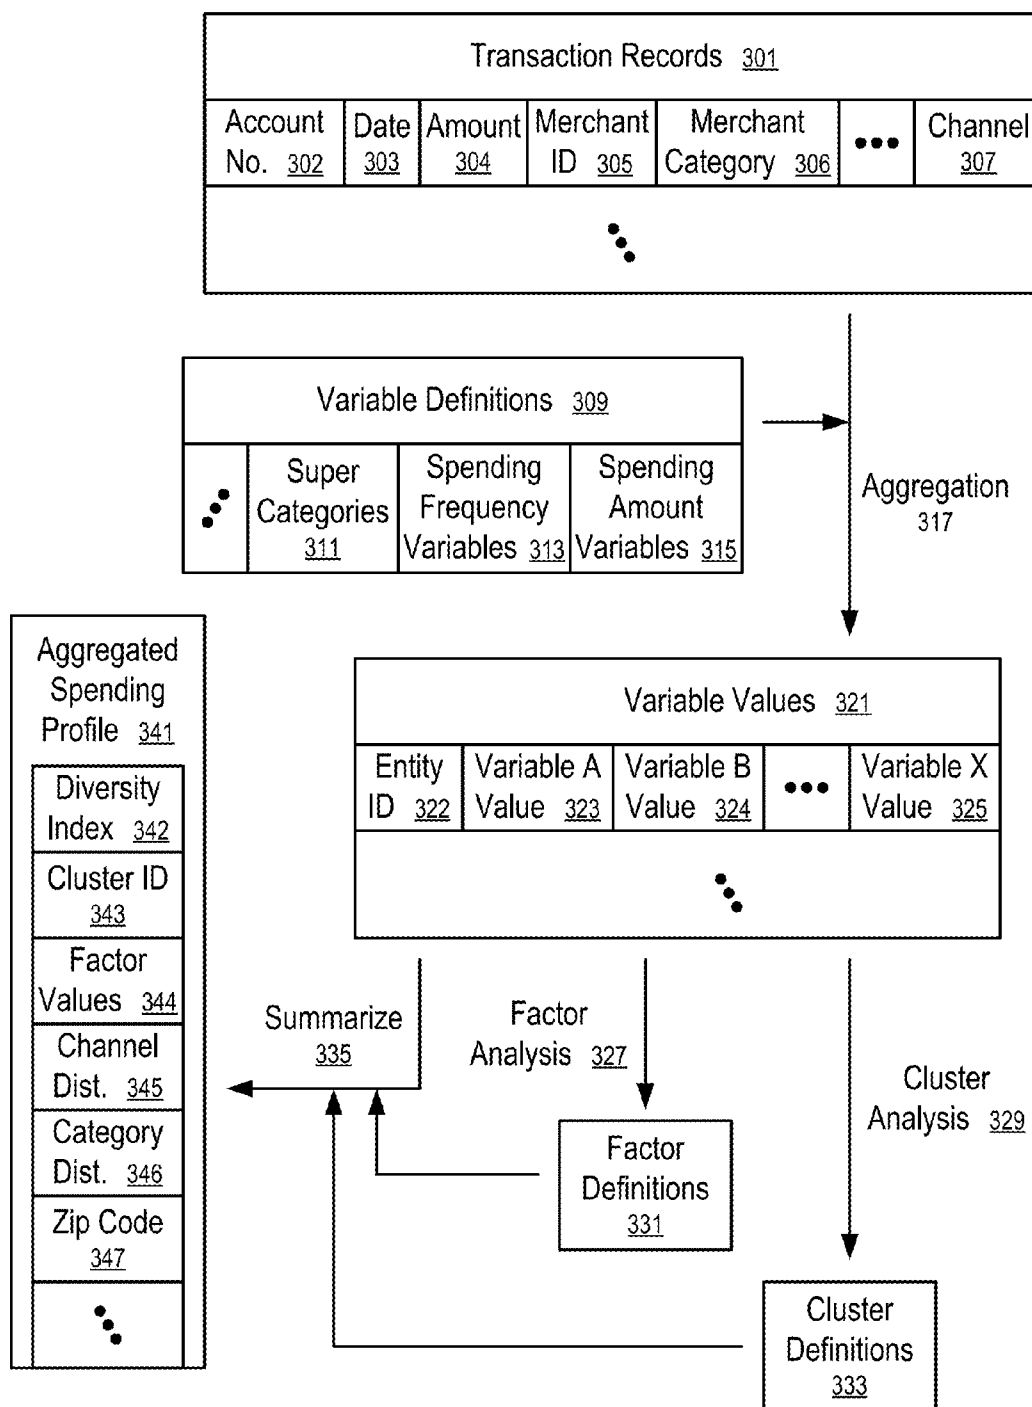 Transaction Records 301
Account No. 302
Date 303
Amount 304
Merchant ID 305
Merchant Category 306
Channel 307
Variable Definitions 309
Super Categories 311
Spending Frequency Variables 313
Spending Amount Variables 315
Aggregation 317
Aggregated Spending Profile 341
Diversity Index 342
Cluster ID 343
Factor Values 344
Channel Dist. 345
Category Dist. 346
Zip Code 347
Variable Values 321
Entity ID 322
Variable A Value 323
Variable B Value 324
Variable X Value 325
Summarize 335
Factor Analysis 327
Cluster Analysis 329
Factor Definitions 331
Cluster Definitions 333